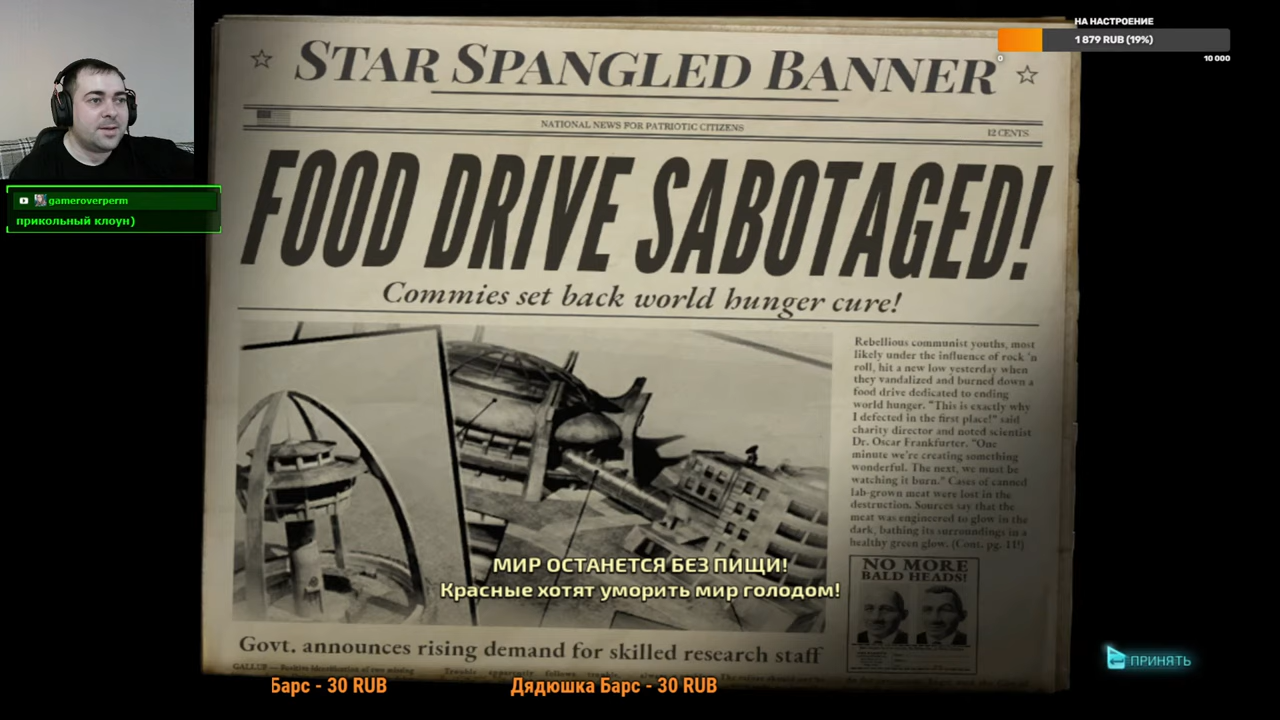 НА НАСТРОЕНИЕ
1 879 RUB (19%)
0
10 000
gameroverperm
прикольный клоун)
STAR SPANGLED BANNER
NATIONAL NEWS FOR PATRIOTIC CITIZENS
12 CENTS
FOOD DRIVE SABOTAGED!
Commies set back world hunger cure!
Rebellious communist youths, most
likely under the influence of rock 'n
roll, hit a new low yesterday when
they vandalized and burned down a
food drive dedicated to ending
world hunger. "This is exactly why
I defected in the first place!" said
charity director and noted scientist
Dr. Oscar Frankfurter. "One
minute we're creating something
wonderful. The next, we must be
watching it burn." Cases of canned
lab-grown meat were lost in the
destruction. Sources say that the
meat was engineered to glow in the
dark, bathing its surroundings in a
healthy green glow. (Cont. pg. 11!)
МИР ОСТАНЕТСЯ БЕЗ ПИЩИ!
Красные хотят уморить мир голодом!
NO MORE
BALD HEADS!
Govt. announces rising demand for skilled research staff
ПРИНЯТЬ
Барс - 30 RUB
Дядюшка Барс - 30 RUB